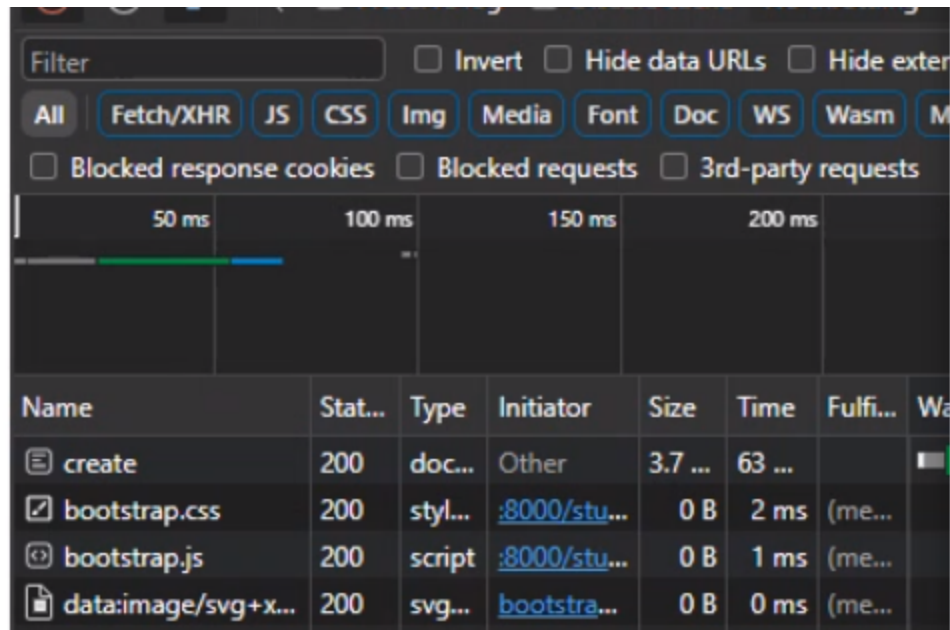 Filter Invert Hide data URLs Hide exter
All Fetch/XHR JS CSS Img Media Font Doc WS Wasm M
Blocked response cookies Blocked requests 3rd-party requests
50 ms 100 ms 150 ms 200 ms
Name Stat... Type Initiator Size Time Fulfi... Wa
create 200 doc... Other 3.7 ... 63 ...
bootstrap.css 200 styl... :8000/stu... 0 B 2 ms (me...
bootstrap.js 200 script :8000/stu... 0 B 1 ms (me...
data:image/svg+x... 200 svg... bootstra... 0 B 0 ms (me...